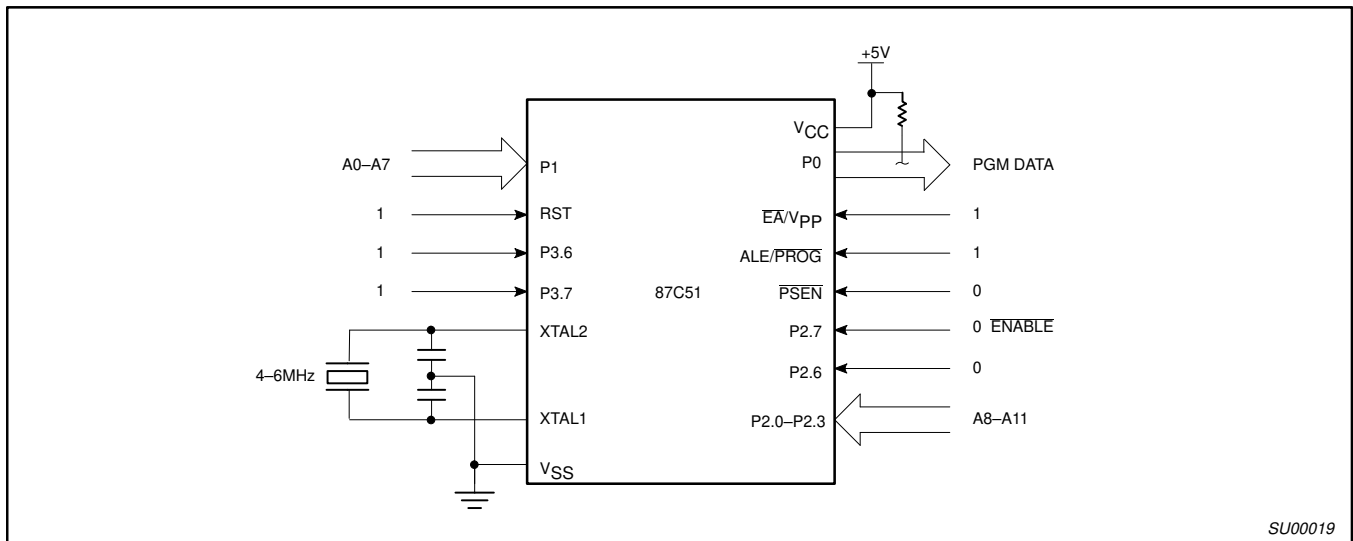 +5V
VCC
P0
PGM DATA
A0–A7
P1
1
RST
EA/VPP
1
1
P3.6
ALE/PROG
1
1
P3.7
87C51
PSEN
0
XTAL2
P2.7
0 ENABLE
4–6MHz
P2.6
0
XTAL1
P2.0–P2.3
A8–A11
VSS
SU00019